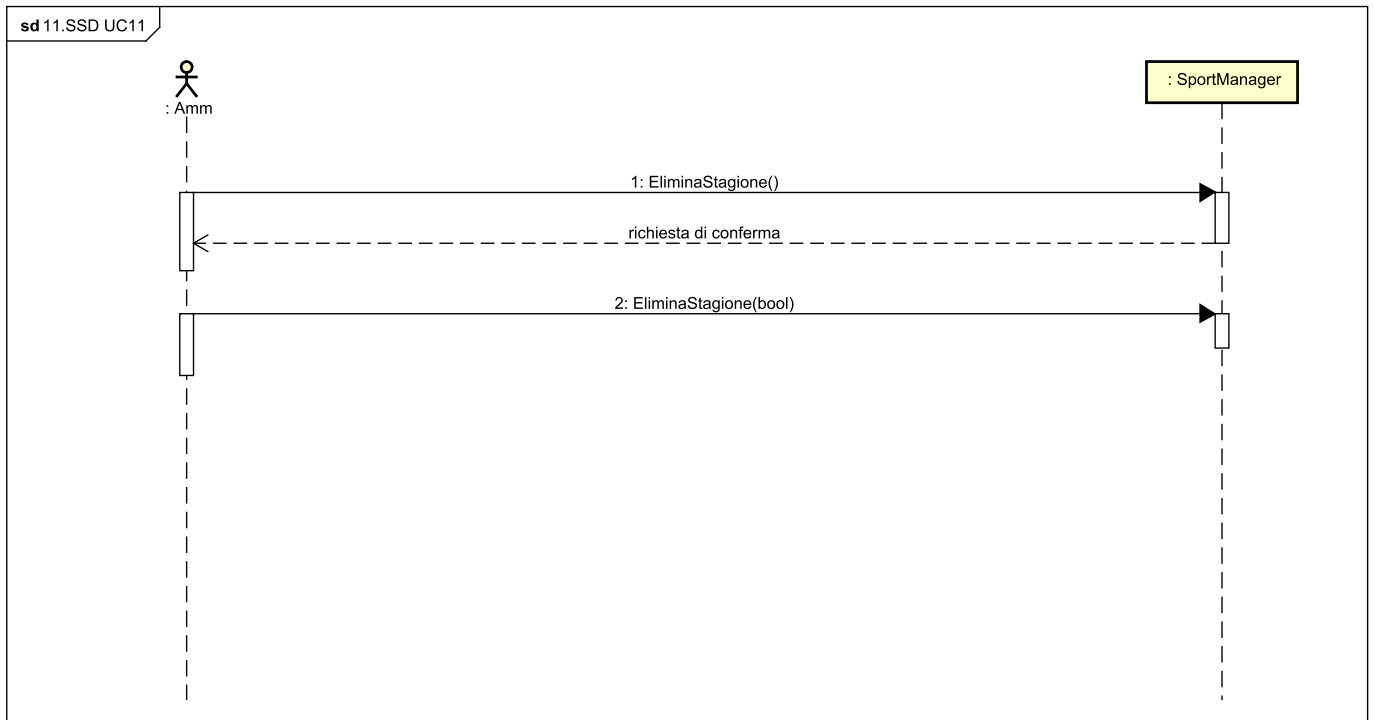 sd 11.SSD UC11
: Amm
: SportManager
1: EliminaStagione()
richiesta di conferma
2: EliminaStagione(bool)